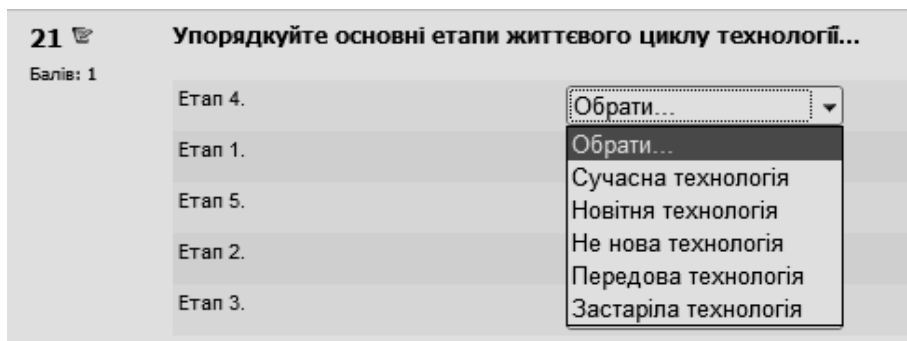 21 Упорядкуйте основні етапи життєвого циклу технології...
Балів: 1
Етап 4. Обрати...
Етап 1. Обрати...
Сучасна технологія
Етап 5. Новітня технологія
Етап 2. Не нова технологія
Передова технологія
Етап 3. Застаріла технологія